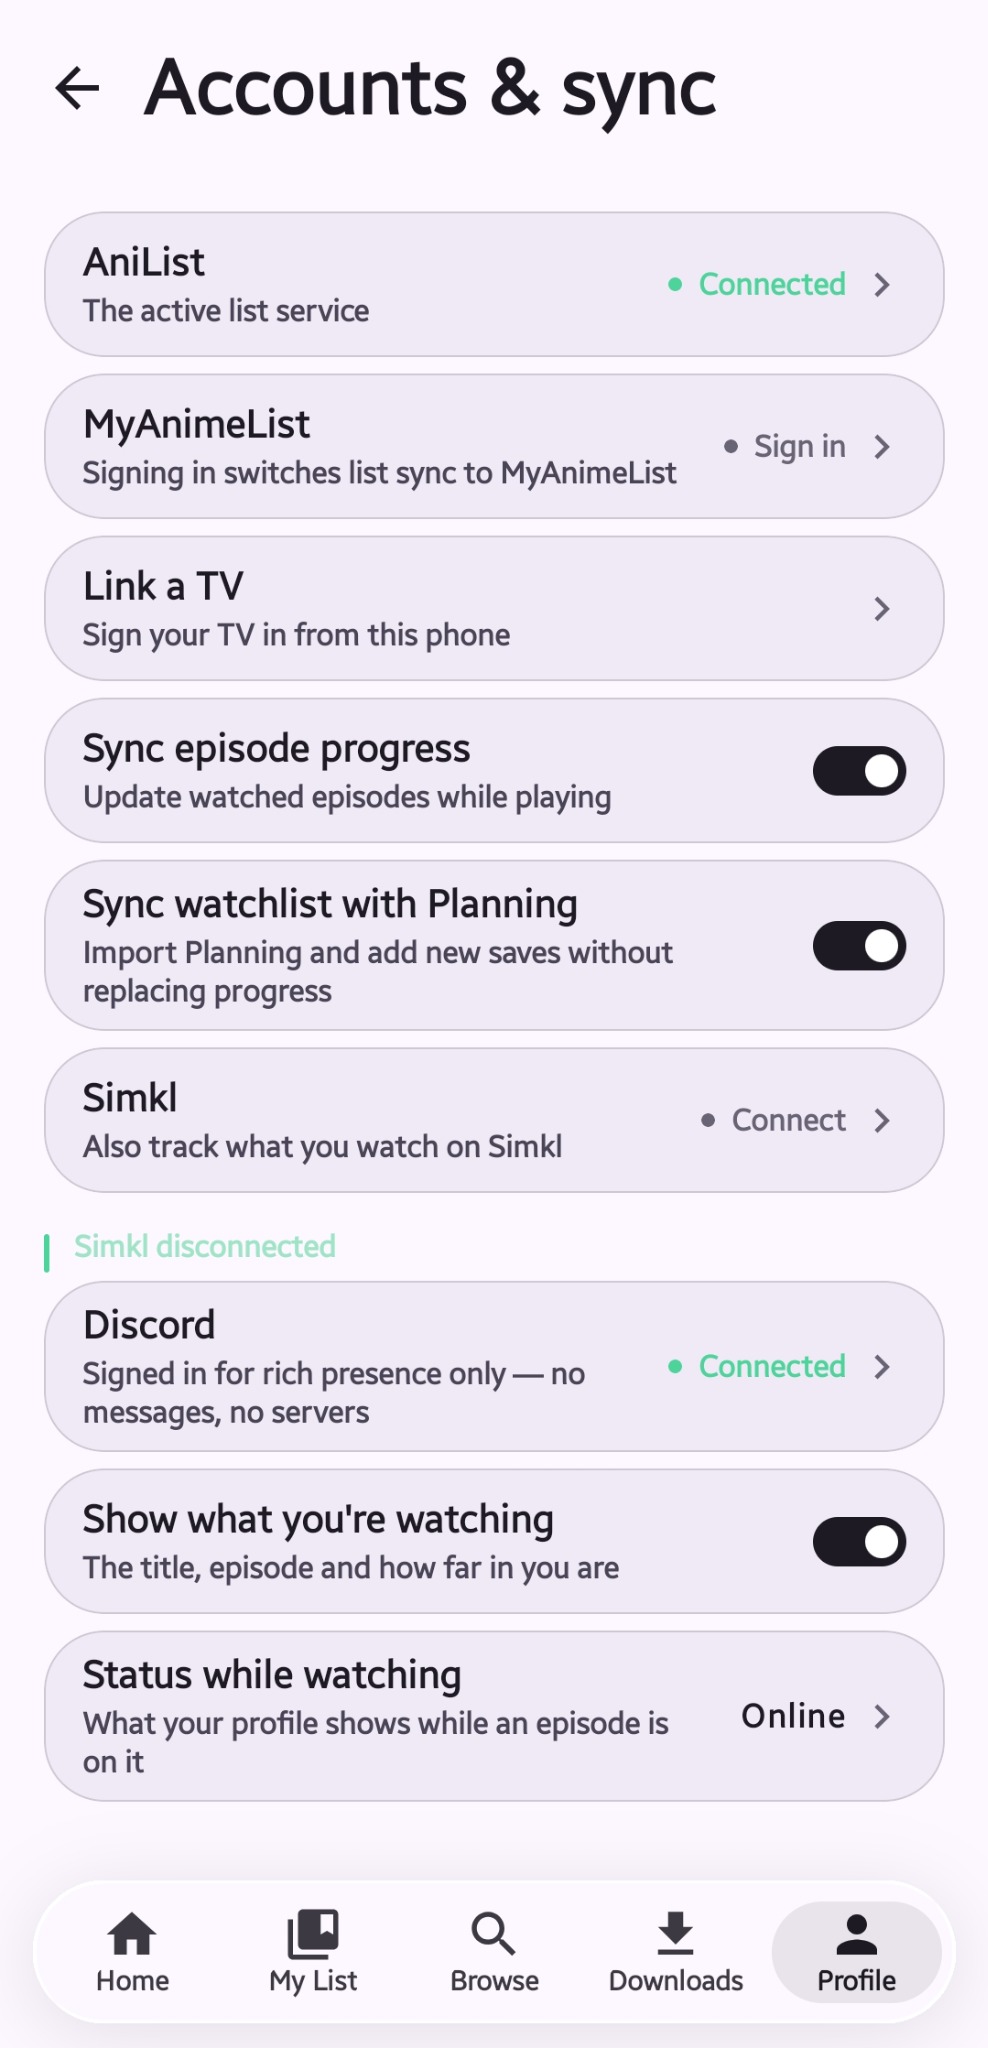 Accounts & sync
AniList
The active list service
Connected
MyAnimeList
Signing in switches list sync to MyAnimeList
Sign in
Link a TV
Sign your TV in from this phone
Sync episode progress
Update watched episodes while playing
Sync watchlist with Planning
Import Planning and add new saves without
replacing progress
Simkl
Also track what you watch on Simkl
Connect
Simkl disconnected
Discord
Signed in for rich presence only — no
messages, no servers
Connected
Show what you're watching
The title, episode and how far in you are
Status while watching
What your profile shows while an episode is
on it
Online
Home
My List
Browse
Downloads
Profile